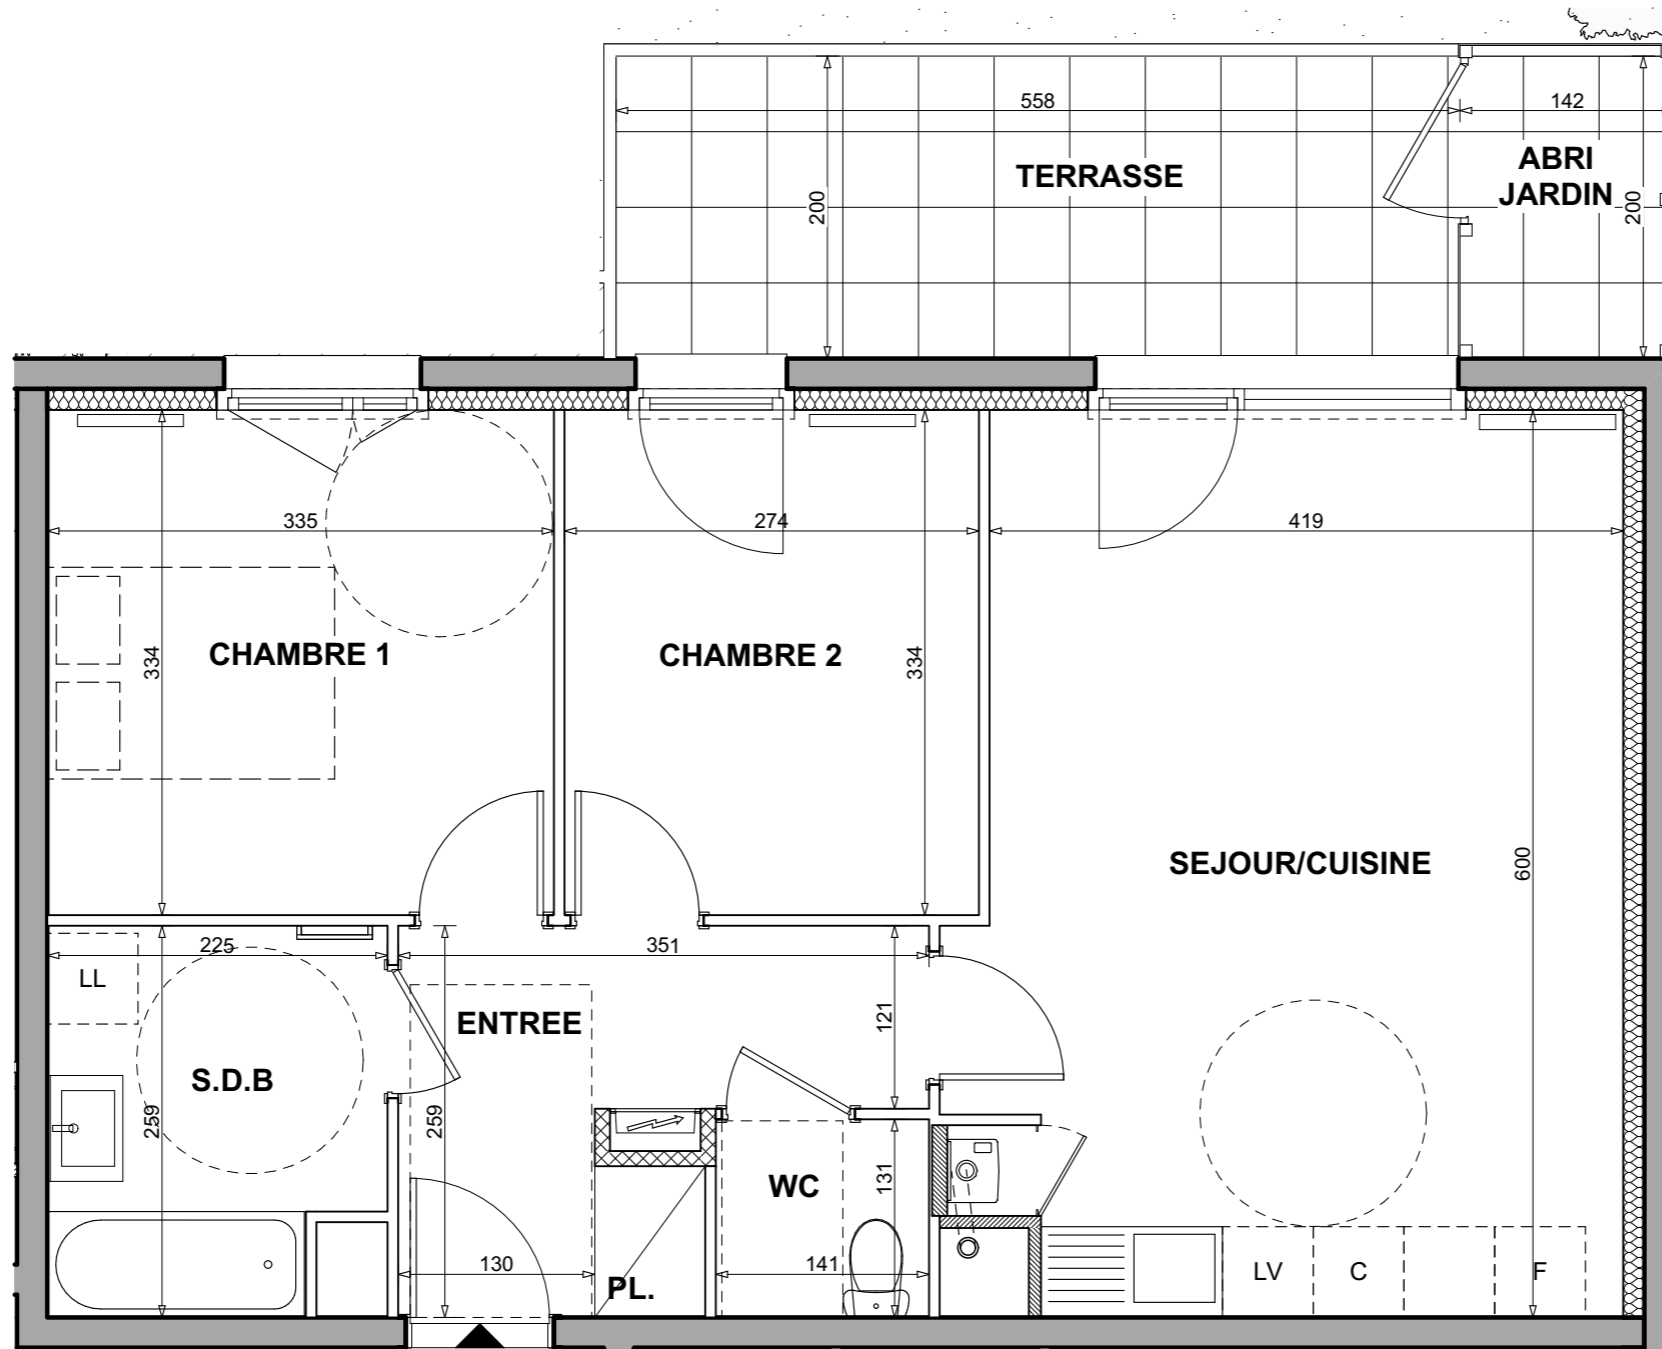 558
142
TERRASSE
ABRI
JARDIN
200
200
335
274
419
334
CHAMBRE 1
CHAMBRE 2
334
SEJOUR/CUISINE
600
225
351
LL
ENTREE
121
S.D.B
259
259
WC
131
130
PL.
141
LV
C
F